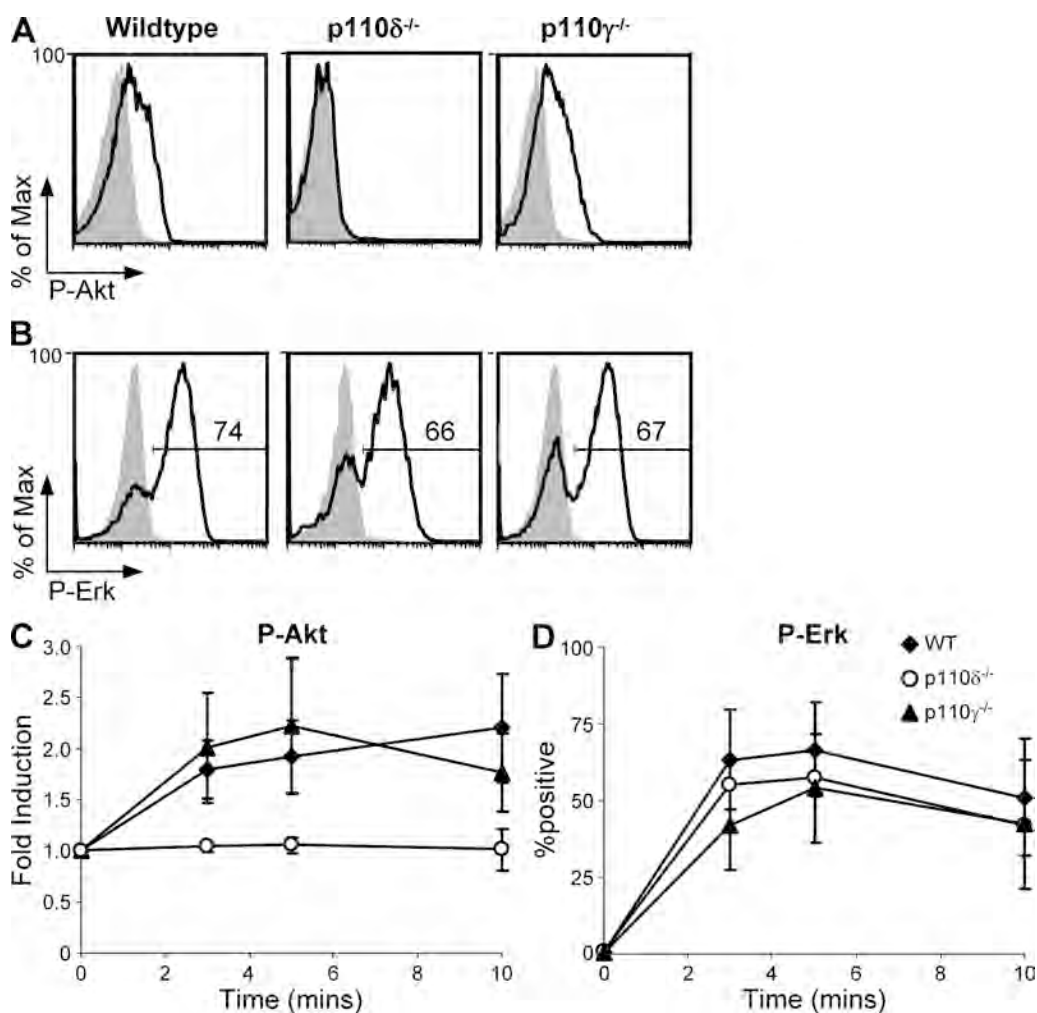 A Wildtype p110δ-/- p110γ-/-
100
% of Max
P-Akt
B
100
74 66 67
% of Max
P-Erk
C P-Akt
3.0
2.5
2.0
1.5
1.0
0.5
0
Fold Induction
0 2 4 6 8 10
Time (mins)
D P-Erk
WT
p110δ-/-
p110γ-/-
100
75
50
25
0
%positive
0 2 4 6 8 10
Time (mins)